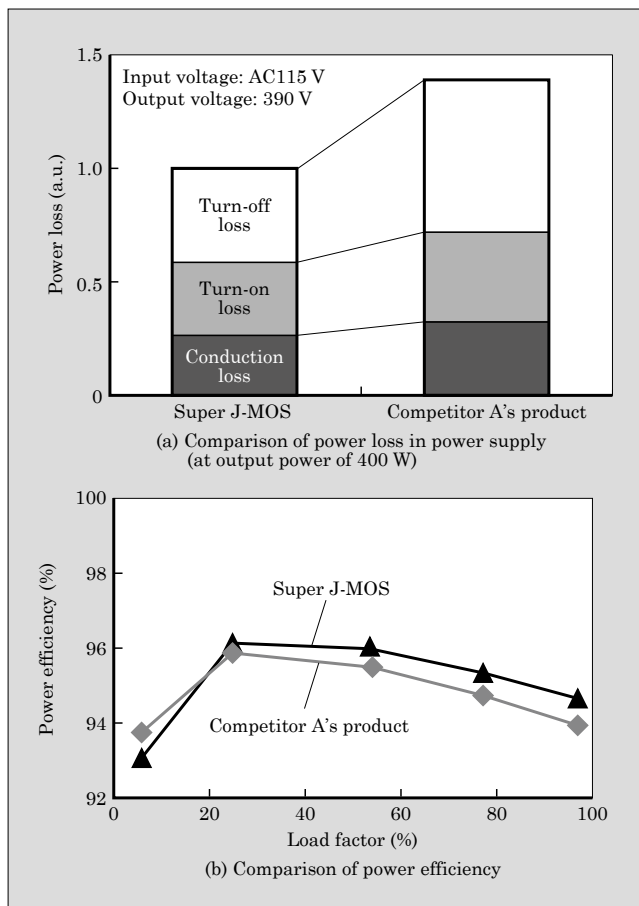 Input voltage: AC115 V
Output voltage: 390 V
Power loss (a.u.)
1.5
1.0
0.5
0
Turn-off
loss
Turn-on
loss
Conduction
loss
Super J-MOS
Competitor A's product
(a) Comparison of power loss in power supply
(at output power of 400 W)
Power efficiency (%)
100
98
96
94
92
Super J-MOS
Competitor A's product
0
20
40
60
80
100
Load factor (%)
(b) Comparison of power efficiency